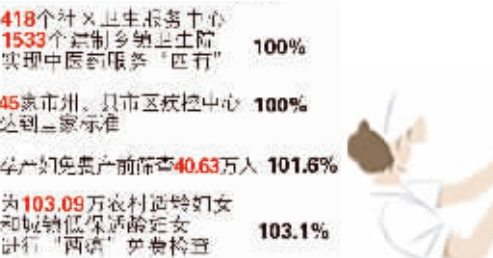 418个社区卫生服务中心
1533个建制乡镇卫生院
实现中医药服务“四有” 100%
45家市州、县市区疾控中心 100%
达到国家标准
孕产妇免费产前筛查40.63万人 101.6%
为103.09万农村适龄妇女
和城镇低保适龄妇女
进行“两癌”免费检查 103.1%